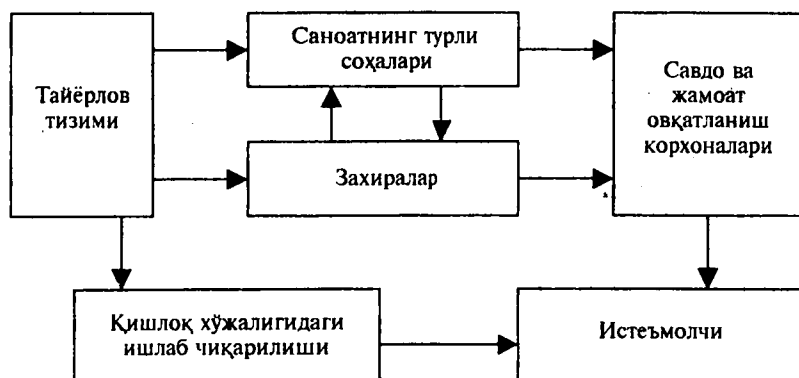 Тайёрлов
тизими
Саноатнинг турли
соҳалари
Захиралар
Савдо ва
жамоат
овқатланиш
корхоналари
Қишлоқ хўжалигидаги
ишлаб чиқарилиши
Истеъмолчи